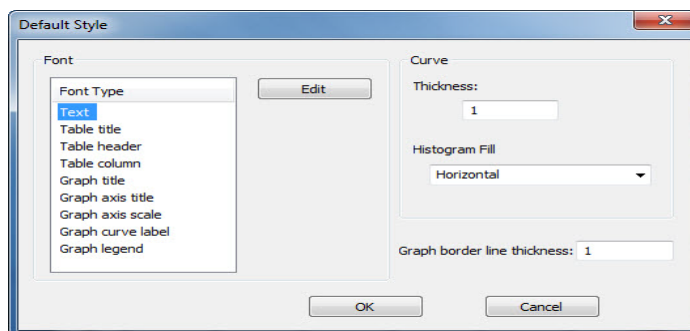 Default Style
Font
Font Type
Text
Table title
Table header
Table column
Graph title
Graph axis title
Graph axis scale
Graph curve label
Graph legend
Edit
Curve
Thickness:
1
Histogram Fill
Horizontal
Graph border line thickness: 1
OK
Cancel